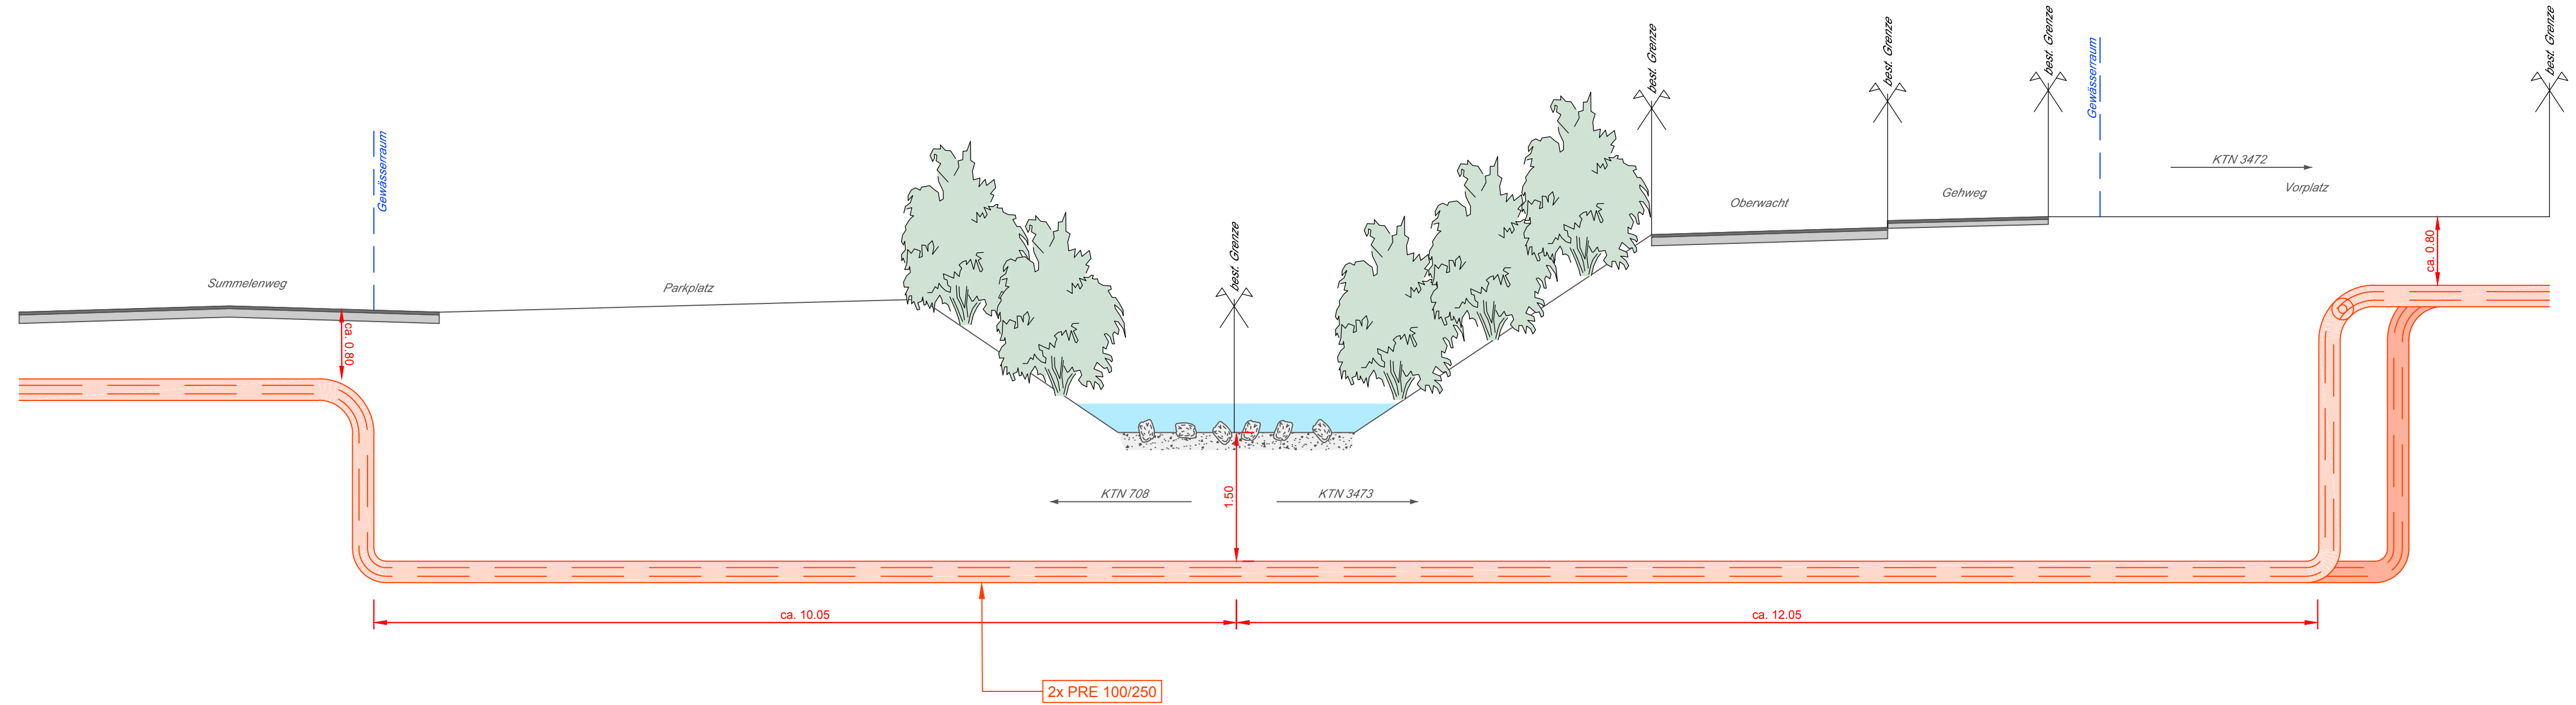 best. Grenze
best. Grenze
best. Grenze
Gewässerraum
best. Grenze
Gewässerraum
KTN 3472
Vorplatz
Gehweg
Oberwacht
best. Grenze
ca. 0.80
Summelenweg
Parkplatz
ca. 0.80
KTN 708
1.50
KTN 3473
ca. 10.05
ca. 12.05
2x PRE 100/250